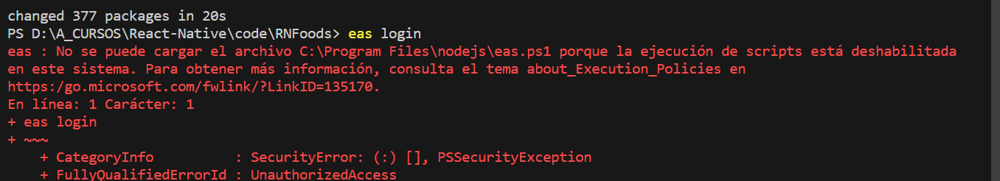 changed 377 packages in 20s
PS D:\A_CURSOS\React-Native\code\RNFoods> eas login
eas : No se puede cargar el archivo C:\Program Files\nodejs\eas.ps1 porque la ejecución de scripts está deshabilitada
en este sistema. Para obtener más información, consulta el tema about_Execution_Policies en
https:/go.microsoft.com/fwlink/?LinkID=135170.
En línea: 1 Carácter: 1
+ eas login
+ ~~~
    + CategoryInfo          : SecurityError: (:) [], PSSecurityException
    + FullyQualifiedErrorId : UnauthorizedAccess